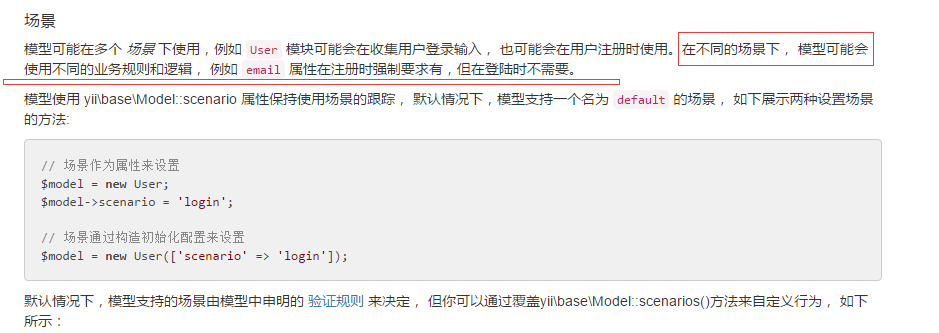 场景
模型可能在多个 场景 下使用，例如 User 模块可能会在收集用户登录输入， 也可能会在用户注册时使用。在不同的场景下， 模型可能会
使用不同的业务规则和逻辑， 例如 email 属性在注册时强制要求有，但在登陆时不需要。
模型使用 yii\base\Model::scenario 属性保持使用场景的跟踪， 默认情况下，模型支持一个名为 default 的场景， 如下展示两种设置场景
的方法:
// 场景作为属性来设置
$model = new User;
$model->scenario = 'login';
// 场景通过构造初始化配置来设置
$model = new User(['scenario' => 'login']);
默认情况下，模型支持的场景由模型中申明的 验证规则 来决定， 但你可以通过覆盖yii\base\Model::scenarios()方法来自定义行为， 如下
所示：